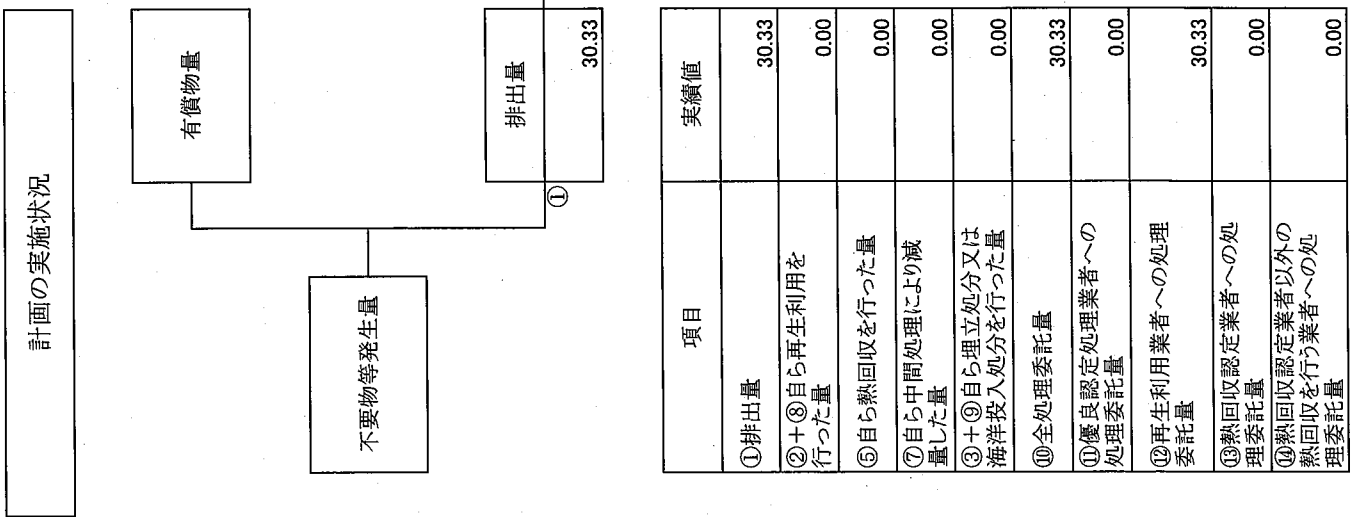 計画の実施状況
有償物量
不要物等発生量
排出量
①
30.33
項目
実績値
①排出量
30.33
②+⑧自ら再生利用を
行った量
0.00
⑤自ら熱回収を行った量
0.00
⑦自ら中間処理により減
量した量
0.00
③+⑨自ら埋立処分又は
海洋投入処分を行った量
0.00
⑩全処理委託量
30.33
⑪優良認定処理業者への
処理委託量
0.00
⑫再生利用業者への処理
委託量
30.33
⑬熱回収認定業者への処
理委託量
0.00
⑭熱回収認定業者以外の
熱回収を行う業者への処
理委託量
0.00